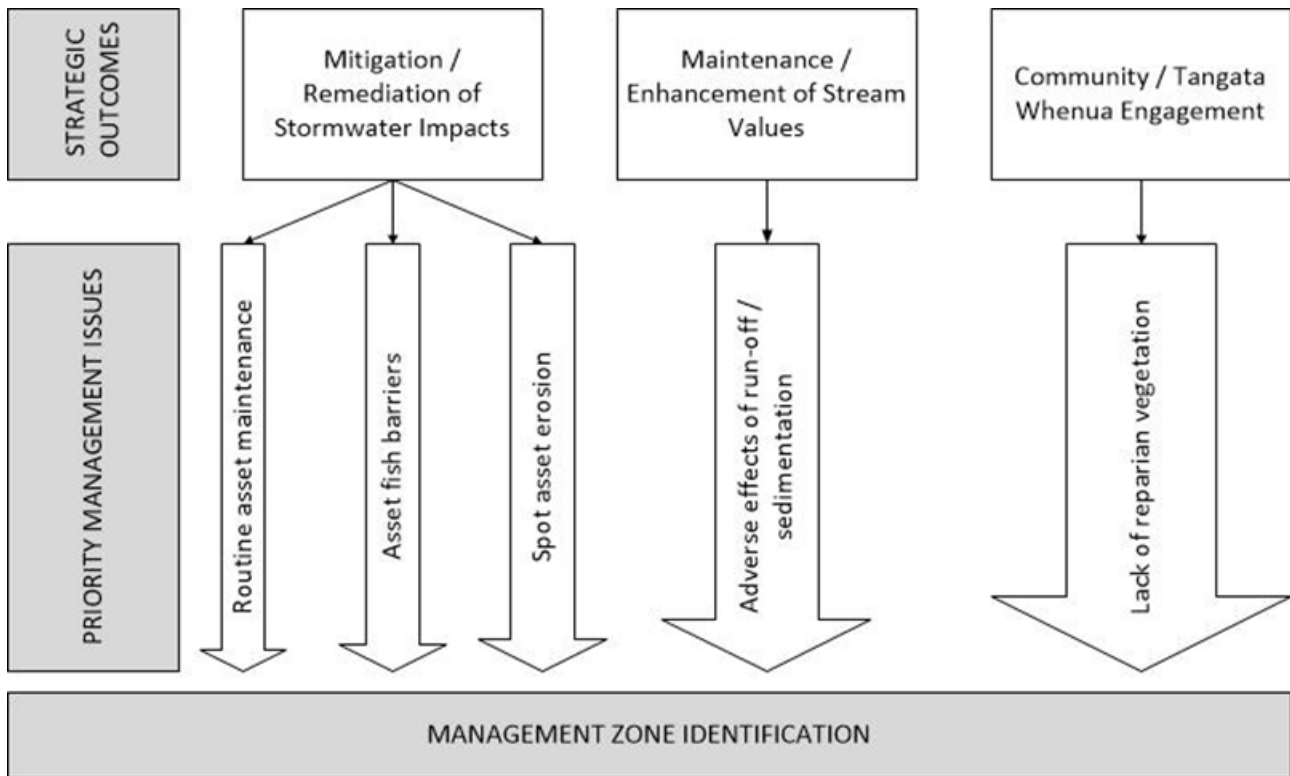 STRATEGIC
OUTCOMES
Mitigation /
Remediation of
Stormwater Impacts
Maintenance /
Enhancement of Stream
Values
Community / Tangata
Whenua Engagement
PRIORITY MANAGEMENT ISSUES
Routine asset maintenance
Asset fish barriers
Spot asset erosion
Adverse effects of run-off /
sedimentation
Lack of reparian vegetation
MANAGEMENT ZONE IDENTIFICATION